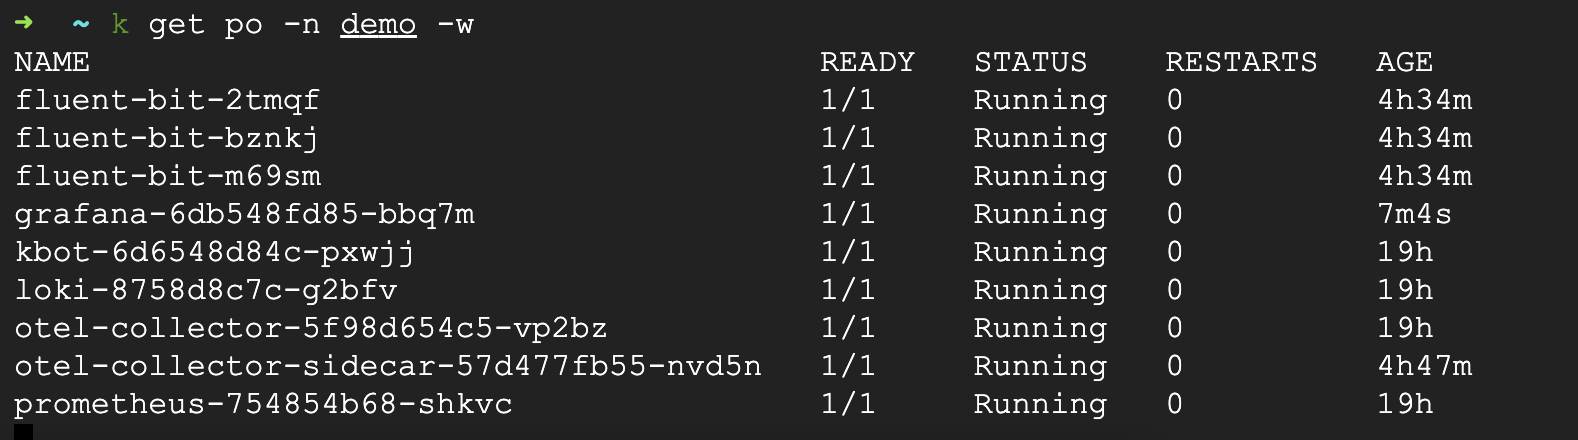 ➜ ~ k get po -n demo -w
NAME READY STATUS RESTARTS AGE
fluent-bit-2tmqf 1/1 Running 0 4h34m
fluent-bit-bznkj 1/1 Running 0 4h34m
fluent-bit-m69sm 1/1 Running 0 4h34m
grafana-6db548fd85-bbq7m 1/1 Running 0 7m4s
kbot-6d6548d84c-pxwjj 1/1 Running 0 19h
loki-8758d8c7c-g2bfv 1/1 Running 0 19h
otel-collector-5f98d654c5-vp2bz 1/1 Running 0 19h
otel-collector-sidecar-57d477fb55-nvd5n 1/1 Running 0 4h47m
prometheus-754854b68-shkvc 1/1 Running 0 19h